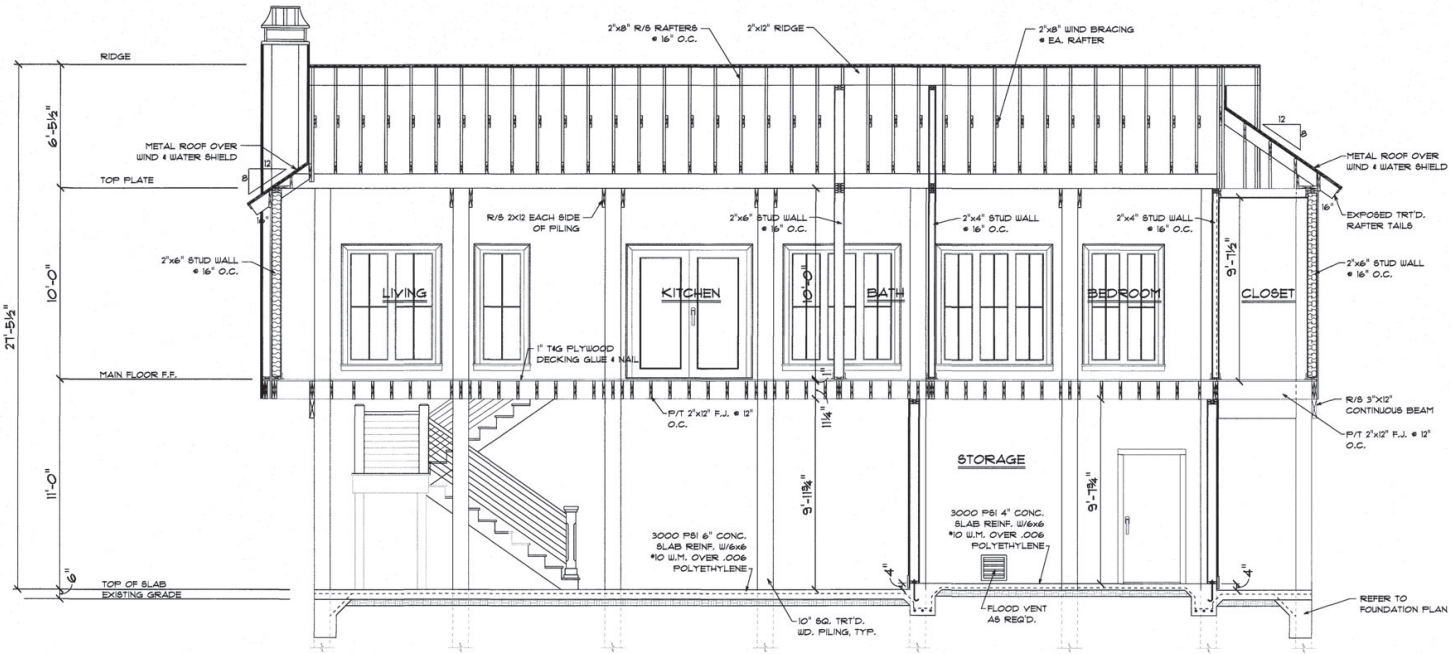 2"x8" R/S RAFTERS
@ 16" O.C.
2"x12" RIDGE
2"x8" WIND BRACING
@ EA. RAFTER
RIDGE
6'-5½"
METAL ROOF OVER
WIND & WATER SHIELD
12
8
12
8
METAL ROOF OVER
WIND & WATER SHIELD
TOP PLATE
16"
R/S 2X12 EACH SIDE
OF PILING
2"x6" STUD WALL
@ 16" O.C.
2"x4" STUD WALL
@ 16" O.C.
2"x4" STUD WALL
@ 16" O.C.
16"
EXPOSED TRT'D.
RAFTER TAILS
2"x6" STUD WALL
@ 16" O.C.
2"x6" STUD WALL
@ 16" O.C.
10'-0"
27'-5½"
LIVING
KITCHEN
10'-0"
BATH
BEDROOM
9'-7½"
CLOSET
1" T&G PLYWOOD
DECKING GLUE & NAIL
MAIN FLOOR F.F.
1"
11¼"
P/T 2"x12" F.J. @ 12"
O.C.
R/S 3"X12"
CONTINUOUS BEAM
P/T 2"x12" F.J. @ 12"
O.C.
11'-0"
STORAGE
9'-11¾"
9'-7¾"
3000 PSI 6" CONC.
SLAB REINF. W/6x6
#10 W.M. OVER .006
POLYETHYLENE
3000 PSI 4" CONC.
SLAB REINF. W/6x6
#10 W.M. OVER .006
POLYETHYLENE
TOP OF SLAB
EXISTING GRADE
6"
4"
4"
10" SQ. TRT'D.
WD. PILING, TYP.
FLOOD VENT
AS REQ'D.
REFER TO
FOUNDATION PLAN